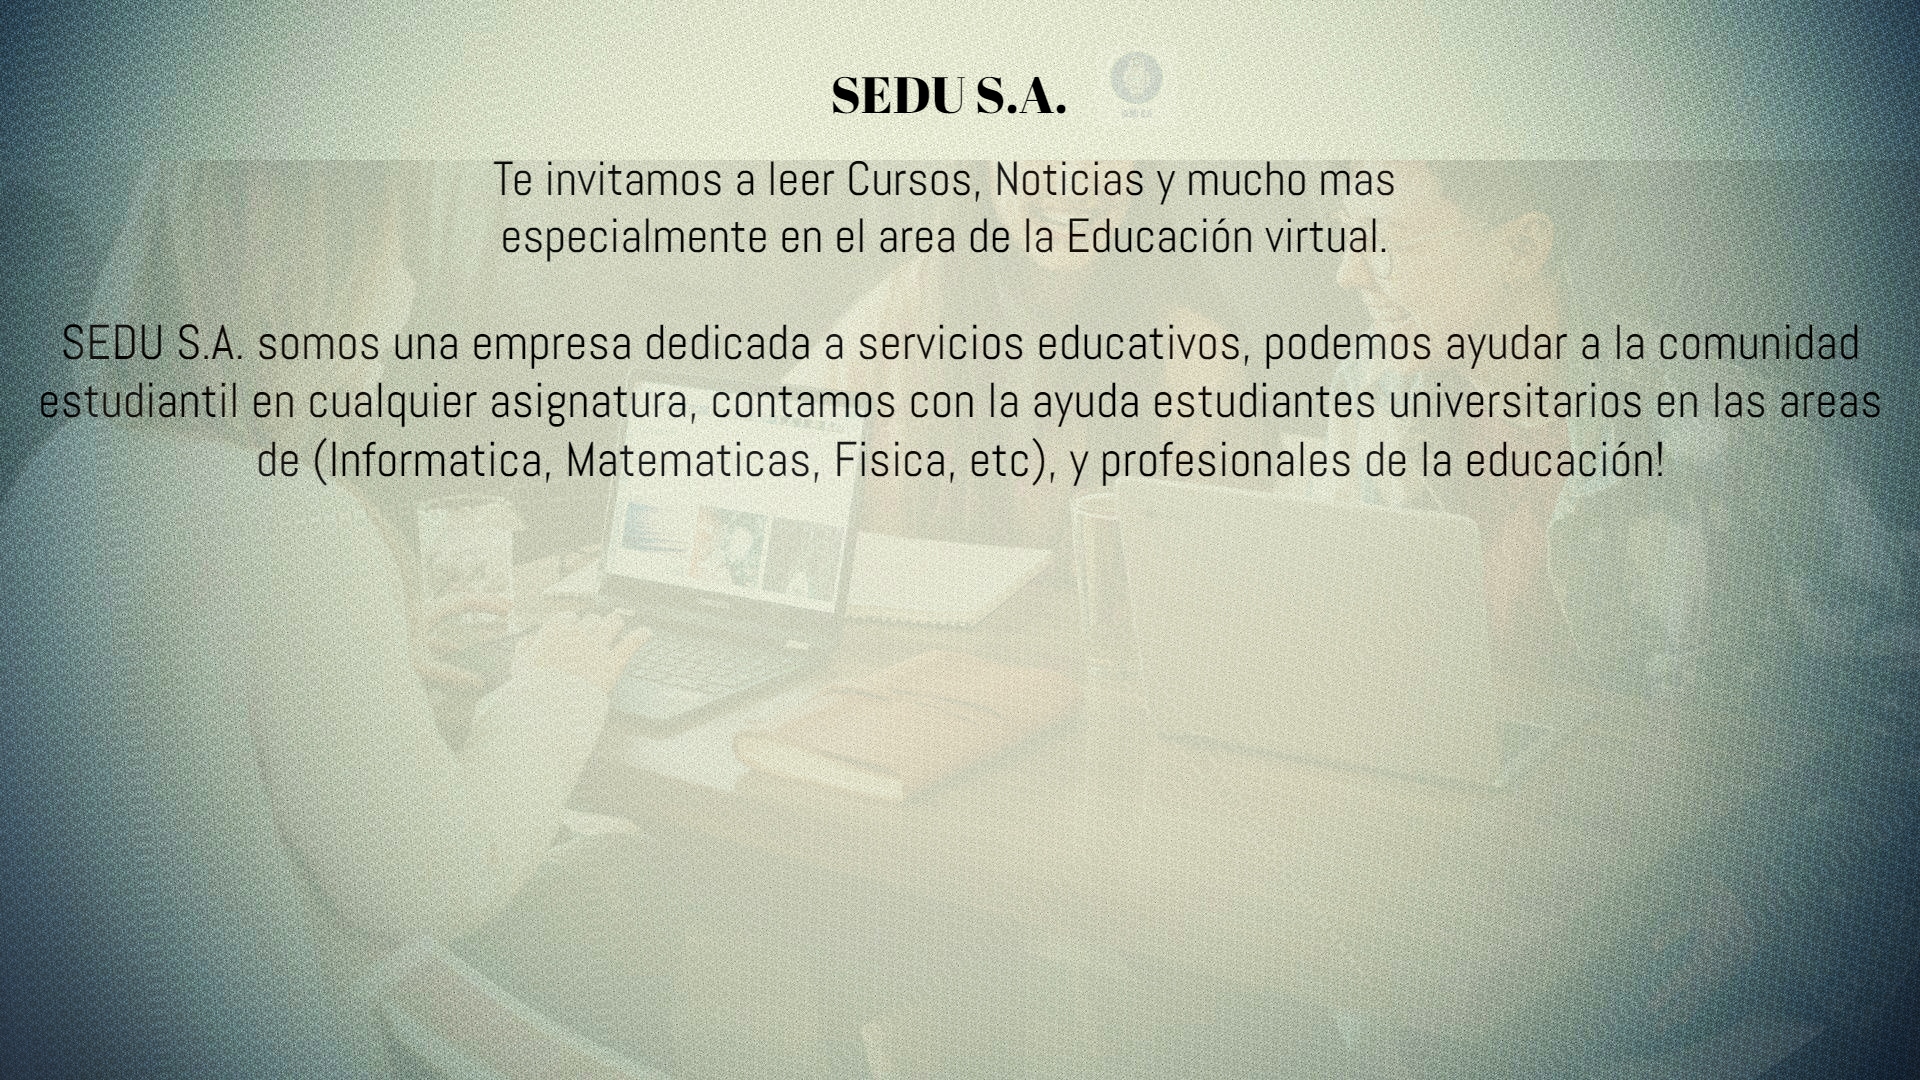 SEDU S.A.
Te invitamos a leer Cursos, Noticias y mucho mas
especialmente en el area de la Educación virtual.
SEDU S.A. somos una empresa dedicada a servicios educativos, podemos ayudar a la comunidad
estudiantil en cualquier asignatura, contamos con la ayuda estudiantes universitarios en las areas
de (Informatica, Matematicas, Fisica, etc), y profesionales de la educación!